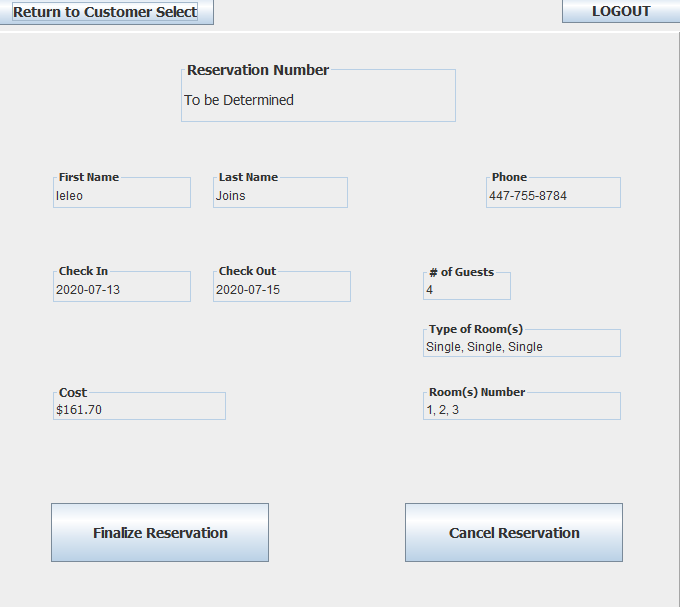 Return to Customer Select
LOGOUT
Reservation Number
To be Determined
First Name
Last Name
Phone
leleo
Joins
447-755-8784
Check In
Check Out
# of Guests
2020-07-13
2020-07-15
4
Type of Room(s)
Single, Single, Single
Cost
Room(s) Number
$161.70
1, 2, 3
Finalize Reservation
Cancel Reservation